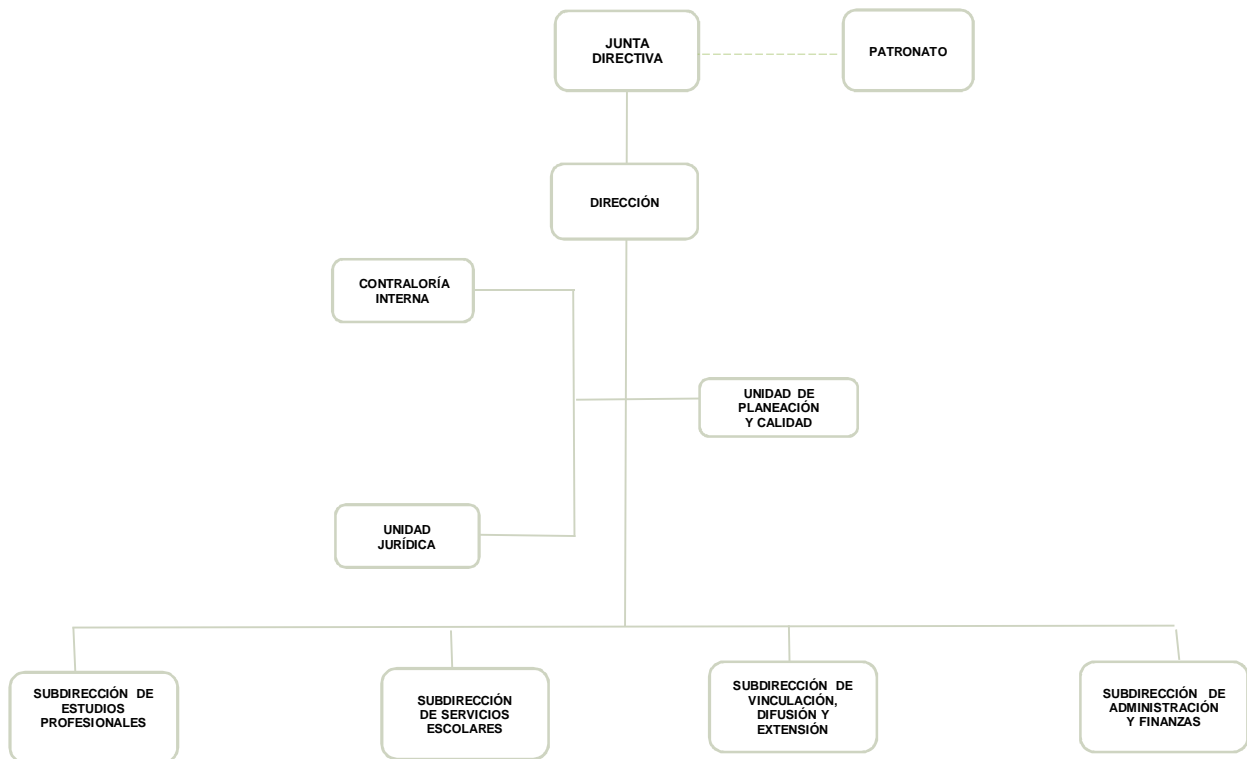 JUNTA
DIRECTIVA
PATRONATO
DIRECCIÓN
CONTRALORÍA
INTERNA
UNIDAD DE
PLANEACIÓN
Y CALIDAD
UNIDAD
JURÍDICA
SUBDIRECCIÓN DE
ESTUDIOS
PROFESIONALES
SUBDIRECCIÓN
DE SERVICIOS
ESCOLARES
SUBDIRECCIÓN DE
VINCULACIÓN,
DIFUSIÓN Y
EXTENSIÓN
SUBDIRECCIÓN DE
ADMINISTRACIÓN
Y FINANZAS